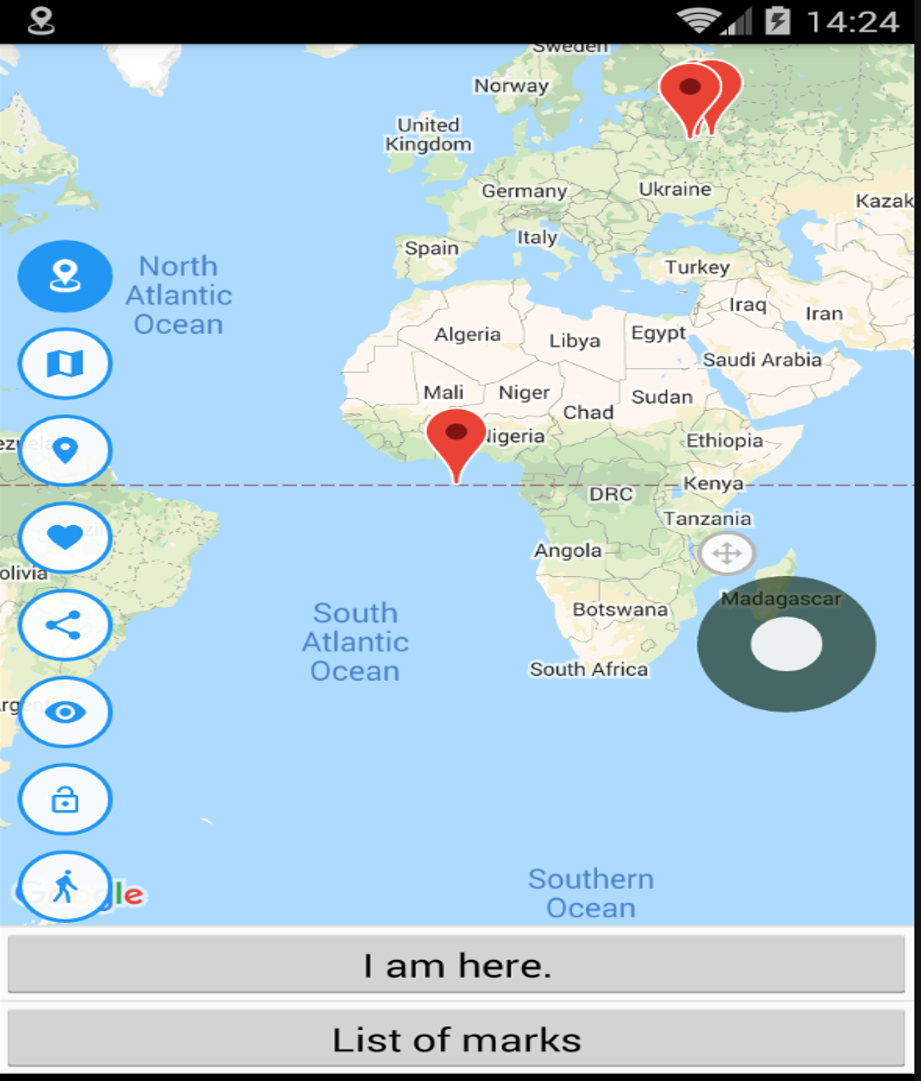 14:24
Sweden
Norway
United
Kingdom
Germany
Ukraine
Kazak
Spain
Italy
North
Atlantic
Ocean
Turkey
Iraq
Iran
Algeria
Libya
Egypt
Saudi Arabia
Mali
Niger
Chad
Sudan
Nigeria
Ethiopia
DRC
Kenya
Tanzania
Angola
olivia
Madagascar
South
Atlantic
Ocean
Botswana
South Africa
Google
Southern
Ocean
I am here.
List of marks